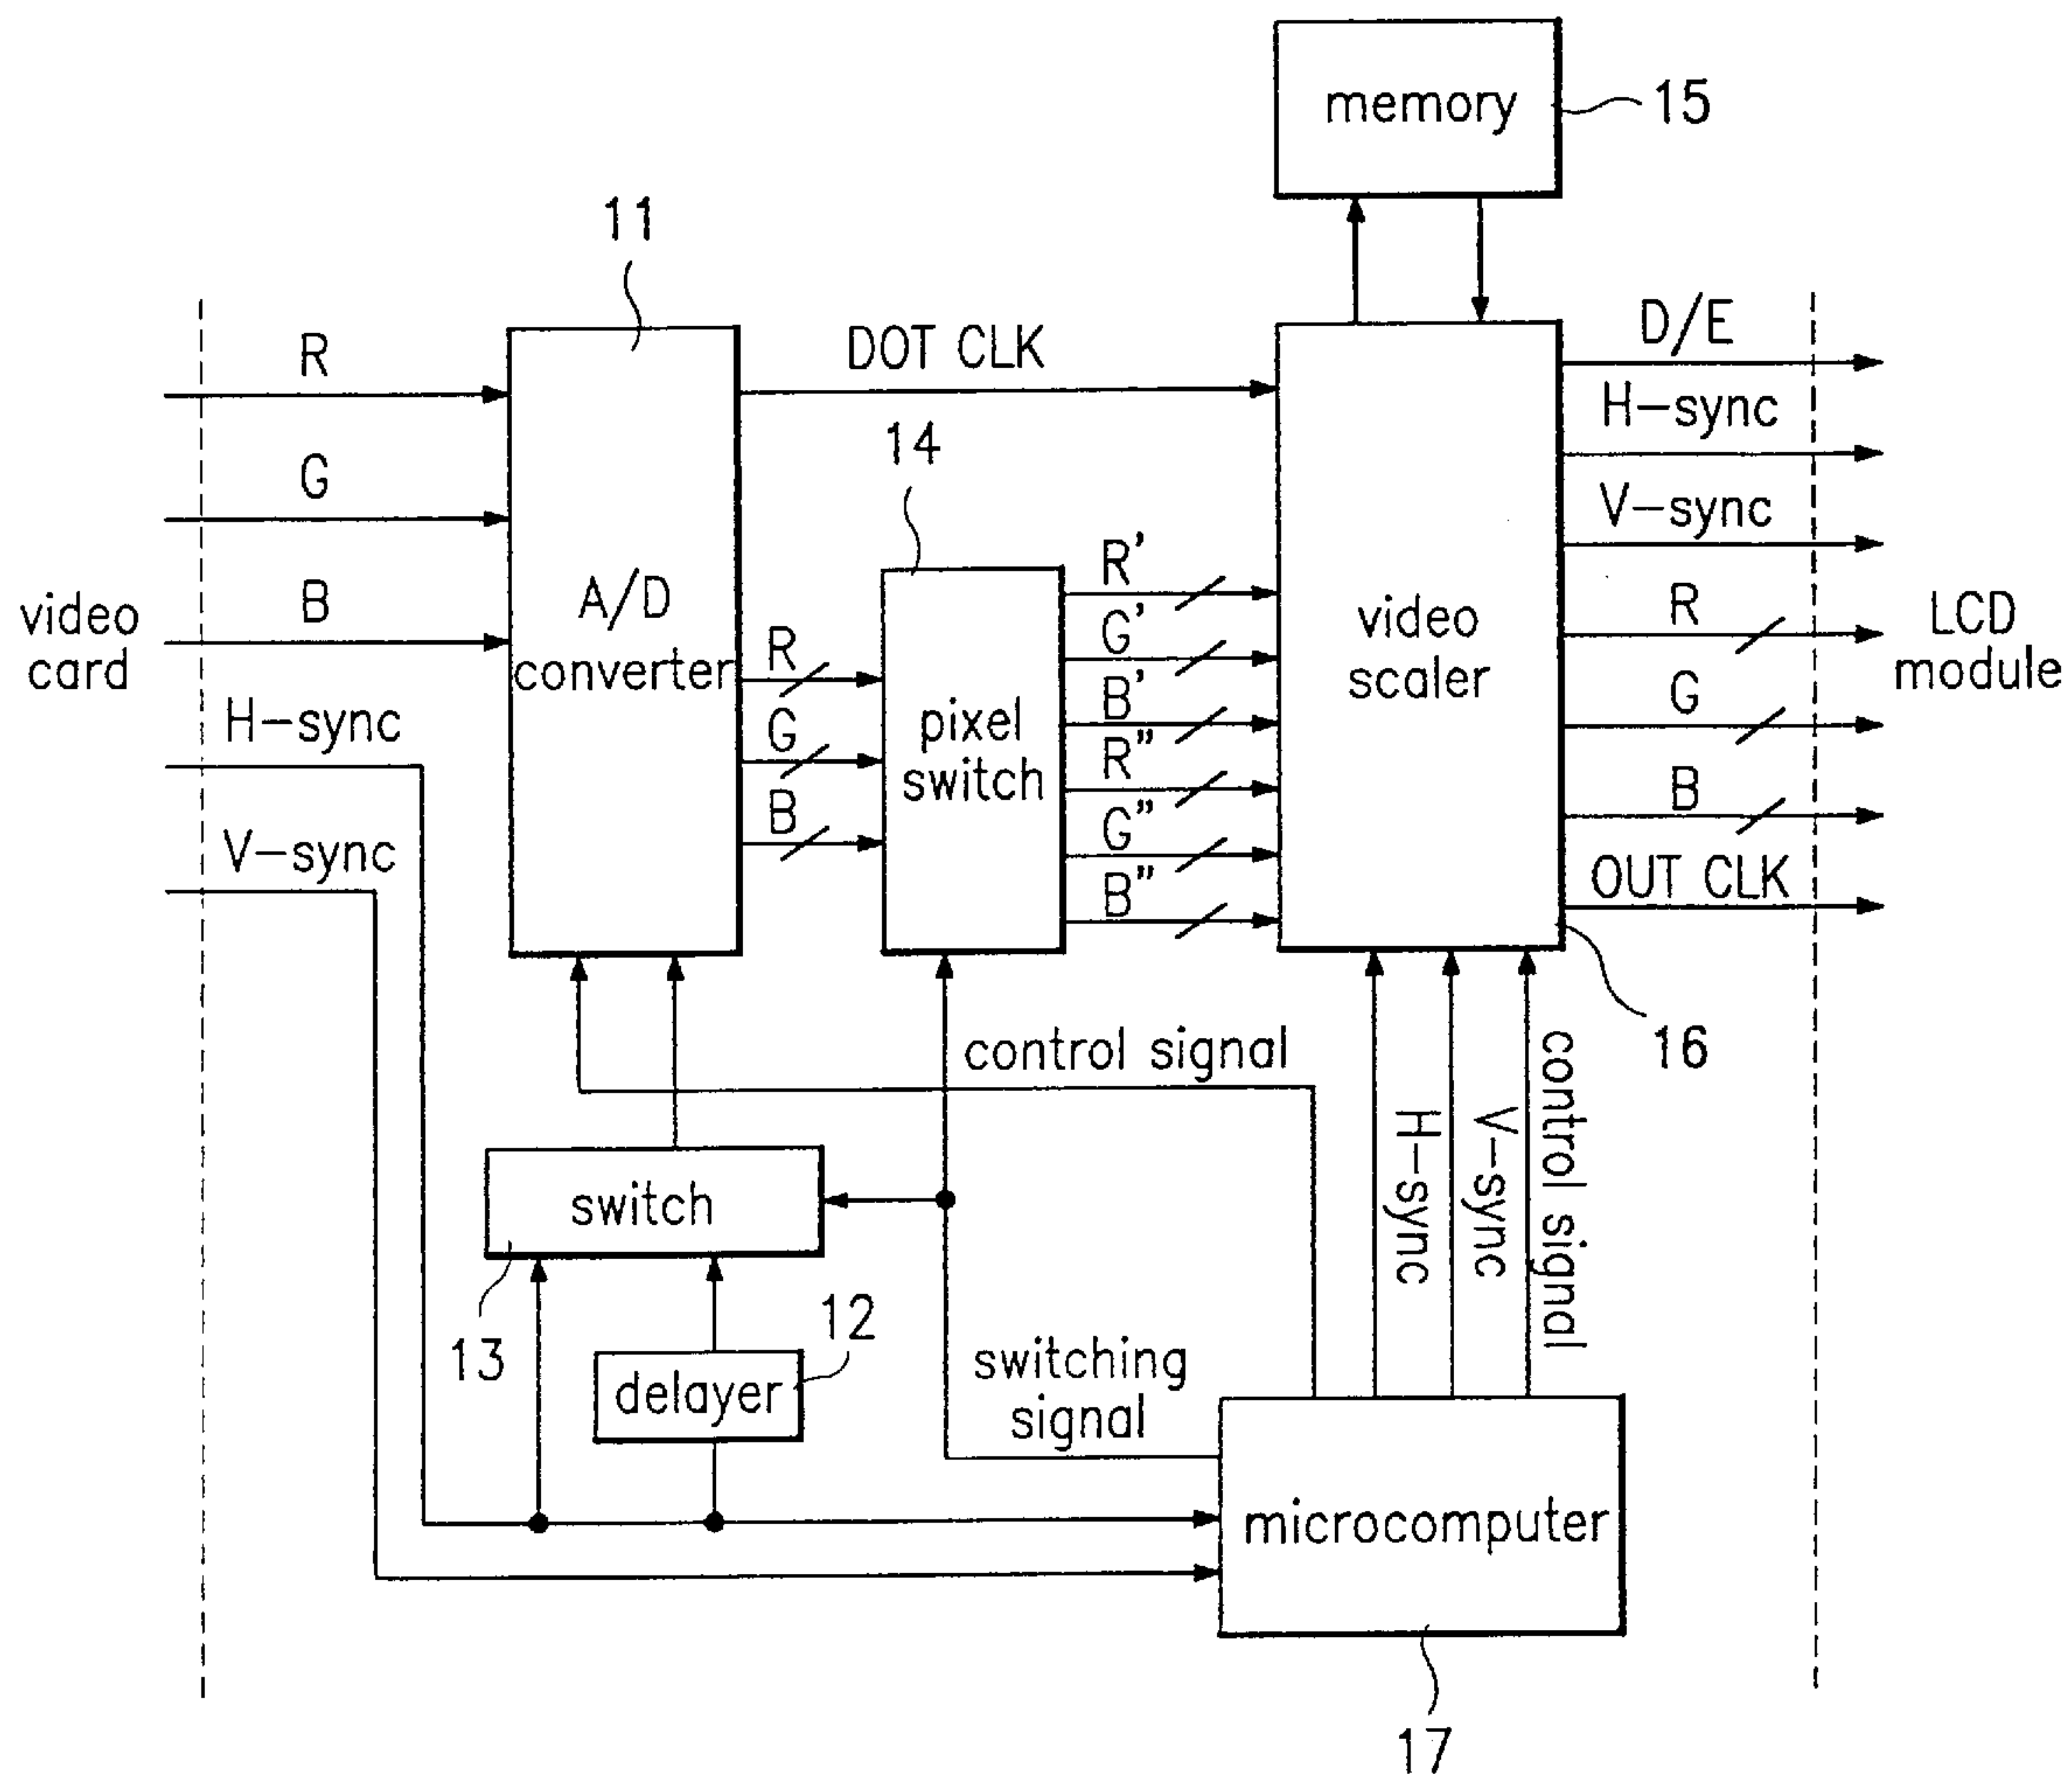 memory
15
11
R
DOT CLK
D/E
H-sync
G
14
V-sync
video
card
B
A/D
converter
R
G
B
pixel
switch
R'
G'
B'
R"
G"
B"
video
scaler
R
G
B
OUT CLK
LCD
module
H-sync
V-sync
control signal
16
H-sync
V-sync
control signal
switch
13
12
delayer
switching
signal
microcomputer
17